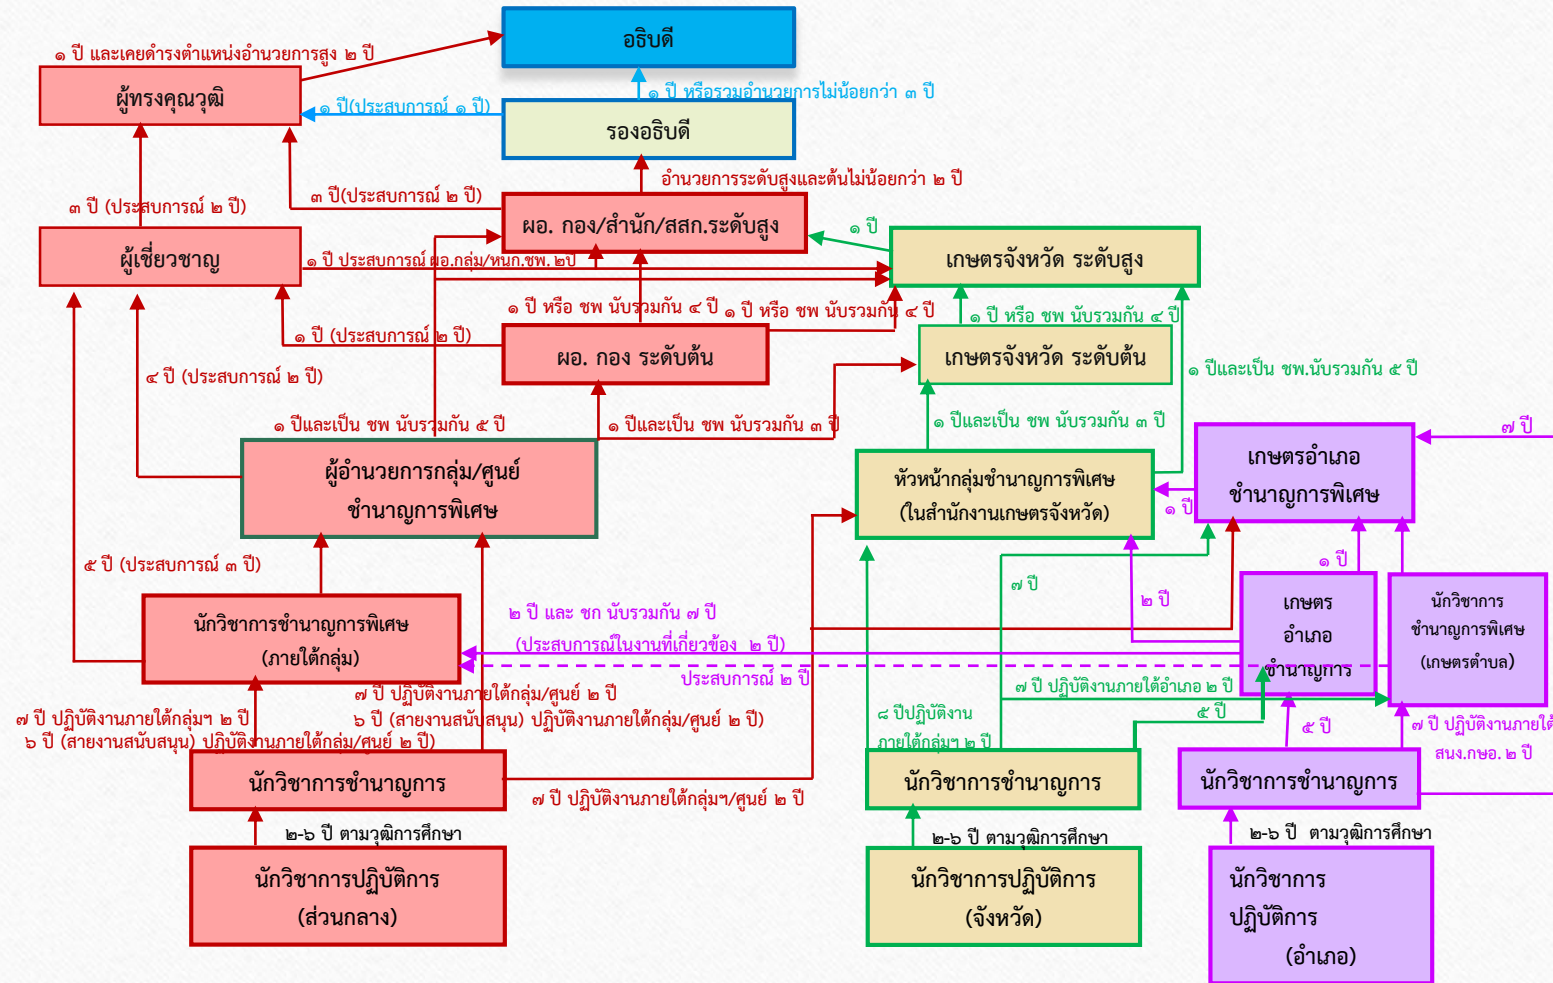 อธิบดี
๑ ปี และเคยดำรงตำแหน่งอำนวยการสูง ๒ ปี
ผู้ทรงคุณวุฒิ
๑ ปี(ประสบการณ์ ๑ ปี)
๑ ปี หรือรวมอำนวยการไม่น้อยกว่า ๓ ปี
รองอธิบดี
อำนวยการระดับสูงและต้นไม่น้อยกว่า ๒ ปี
๓ ปี (ประสบการณ์ ๒ ปี)
๓ ปี(ประสบการณ์ ๒ ปี)
ผอ. กอง/สำนัก/สสก.ระดับสูง
๑ ปี
ผู้เชี่ยวชาญ
๑ ปี ประสบการณ์ ผอ.กลุ่ม/หนก.ชพ. ๒ปี
เกษตรจังหวัด ระดับสูง
๑ ปี หรือ ชพ นับรวมกัน ๔ ปี
๑ ปี หรือ ชพ นับรวมกัน ๔ ปี
๑ ปี หรือ ชพ นับรวมกัน ๔ ปี
๑ ปี (ประสบการณ์ ๒ ปี)
ผอ. กอง ระดับต้น
เกษตรจังหวัด ระดับต้น
๔ ปี (ประสบการณ์ ๒ ปี)
๑ ปีและเป็น ชพ.นับรวมกัน ๕ ปี
๑ ปีและเป็น ชพ นับรวมกัน ๕ ปี
๑ ปีและเป็น ชพ นับรวมกัน ๓ ปี
๑ ปีและเป็น ชพ นับรวมกัน ๓ ปี
๗ ปี
ผู้อำนวยการกลุ่ม/ศูนย์
ชำนาญการพิเศษ
หัวหน้ากลุ่มชำนาญการพิเศษ
(ในสำนักงานเกษตรจังหวัด)
๑ ปี
เกษตรอำเภอ
ชำนาญการพิเศษ
๕ ปี (ประสบการณ์ ๓ ปี)
๗ ปี
๒ ปี
๑ ปี
นักวิชาการชำนาญการพิเศษ
(ภายใต้กลุ่ม)
๒ ปี และ ชก นับรวมกัน ๗ ปี
(ประสบการณ์ในงานที่เกี่ยวข้อง ๒ ปี)
ประสบการณ์ ๒ ปี
เกษตร
อำเภอ
ชำนาญการ
นักวิชาการ
ชำนาญการพิเศษ
(เกษตรตำบล)
๗ ปี ปฏิบัติงานภายใต้กลุ่ม/ศูนย์ ๒ ปี
๖ ปี (สายงานสนับสนุน) ปฏิบัติงานภายใต้กลุ่ม/ศูนย์ ๒ ปี)
๗ ปี ปฏิบัติงานภายใต้กลุ่มฯ ๒ ปี
๖ ปี (สายงานสนับสนุน) ปฏิบัติงานภายใต้กลุ่ม/ศูนย์ ๒ ปี)
๗ ปี ปฏิบัติงานภายใต้อำเภอ ๒ ปี
๘ ปีปฏิบัติงาน
ภายใต้กลุ่มฯ ๒ ปี
๕ ปี
๕ ปี
๗ ปี ปฏิบัติงานภายใต้
สนง.กษอ. ๒ ปี
นักวิชาการชำนาญการ
๗ ปี ปฏิบัติงานภายใต้กลุ่มฯ/ศูนย์ ๒ ปี
นักวิชาการชำนาญการ
นักวิชาการชำนาญการ
๒-๖ ปี ตามวุฒิการศึกษา
๒-๖ ปี ตามวุฒิการศึกษา
๒-๖ ปี ตามวุฒิการศึกษา
นักวิชาการปฏิบัติการ
(ส่วนกลาง)
นักวิชาการปฏิบัติการ
(จังหวัด)
นักวิชาการ
ปฏิบัติการ
(อำเภอ)